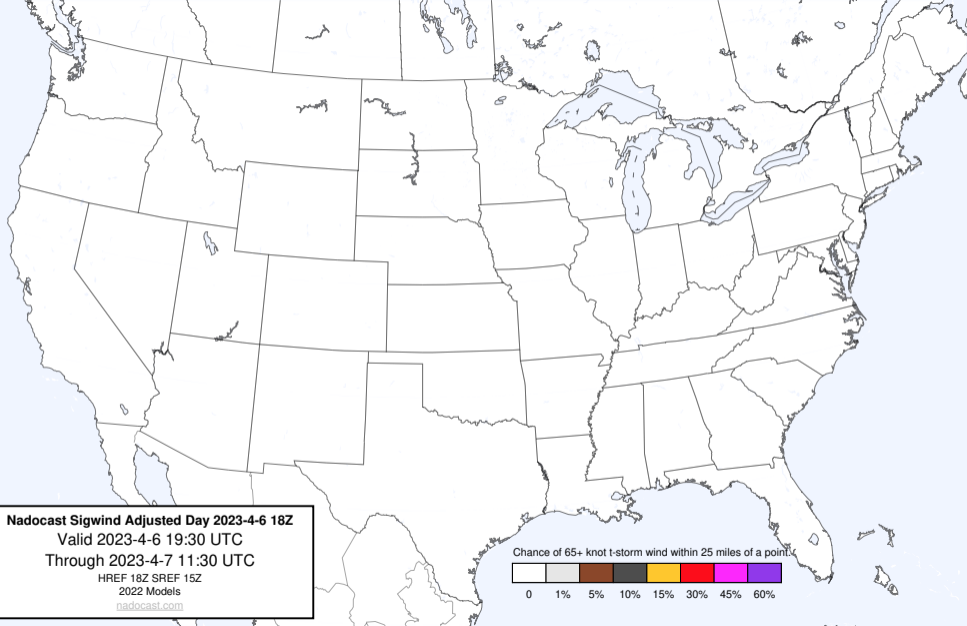 Nadocast Sigwind Adjusted Day 2023-4-6 18Z
Valid 2023-4-6 19:30 UTC
Through 2023-4-7 11:30 UTC
HREF 18Z SREF 15Z
2022 Models
nadocast.com
Chance of 65+ knot t-storm wind within 25 miles of a point.
0 1% 5% 10% 15% 30% 45% 60%